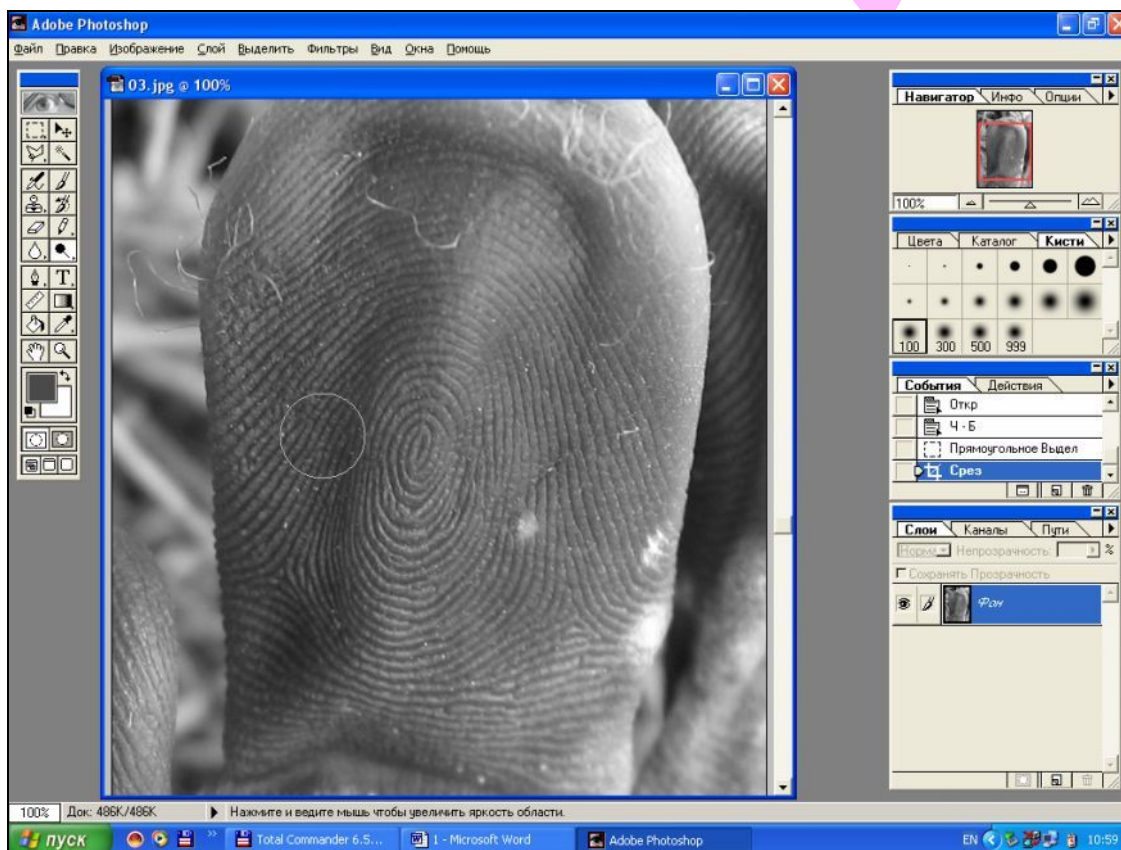 Adobe Photoshop
Файл Правка Изображение Слой Выделить Фильтры Вид Окна Помощь
03.jpg @ 100%
Навигатор Инфо Опции
100%
Цвета Каталог Кисти
100 300 500 999
События Действия
Откр
Ч - Б
Прямоугольное Выдел
Срез
Слои Каналы Пути
Непрозрачность: %
Сохранять Прозрачность
Фон
T
100% Док: 486K/486K Нажмите и ведите мышь чтобы увеличить яркость области.
пуск Total Commander 6.5... 1 - Microsoft Word Adobe Photoshop EN 10:59